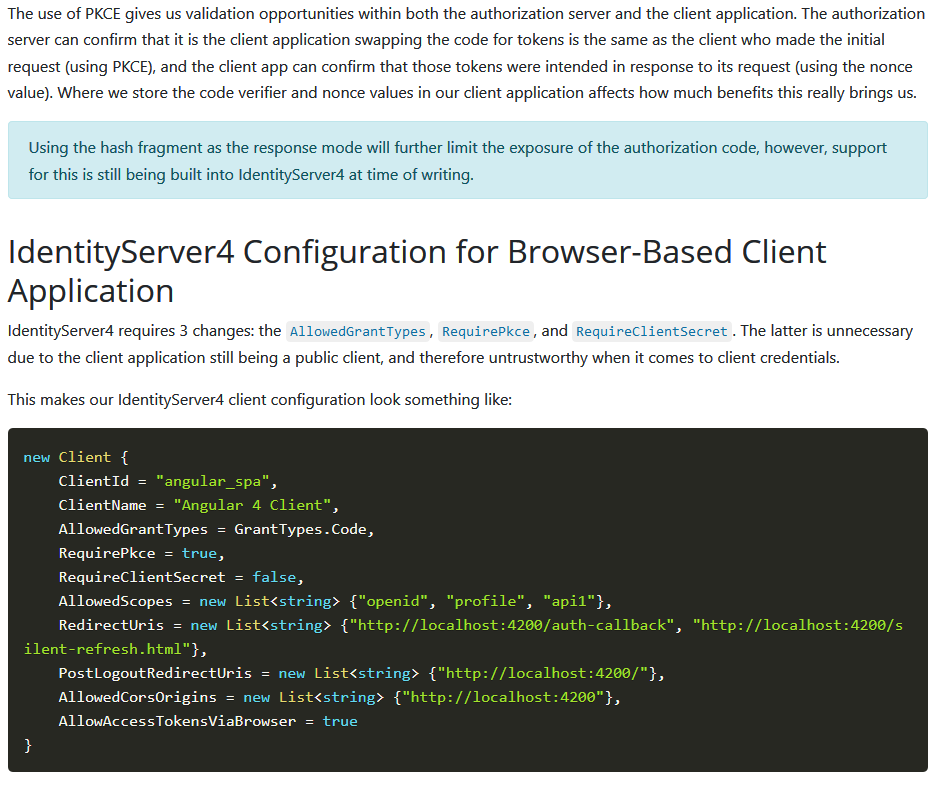 The use of PKCE gives us validation opportunities within both the authorization server and the client application. The authorization
server can confirm that it is the client application swapping the code for tokens is the same as the client who made the initial
request (using PKCE), and the client app can confirm that those tokens were intended in response to its request (using the nonce
value). Where we store the code verifier and nonce values in our client application affects how much benefits this really brings us.
Using the hash fragment as the response mode will further limit the exposure of the authorization code, however, support
for this is still being built into IdentityServer4 at time of writing.
IdentityServer4 Configuration for Browser-Based Client
Application
IdentityServer4 requires 3 changes: the AllowedGrantTypes, RequirePkce, and RequireClientSecret. The latter is unnecessary
due to the client application still being a public client, and therefore untrustworthy when it comes to client credentials.
This makes our IdentityServer4 client configuration look something like:
new Client {
    ClientId = "angular_spa",
    ClientName = "Angular 4 Client",
    AllowedGrantTypes = GrantTypes.Code,
    RequirePkce = true,
    RequireClientSecret = false,
    AllowedScopes = new List<string> {"openid", "profile", "api1"},
    RedirectUris = new List<string> {"http://localhost:4200/auth-callback", "http://localhost:4200/s
ilent-refresh.html"},
    PostLogoutRedirectUris = new List<string> {"http://localhost:4200/"},
    AllowedCorsOrigins = new List<string> {"http://localhost:4200"},
    AllowAccessTokensViaBrowser = true
}